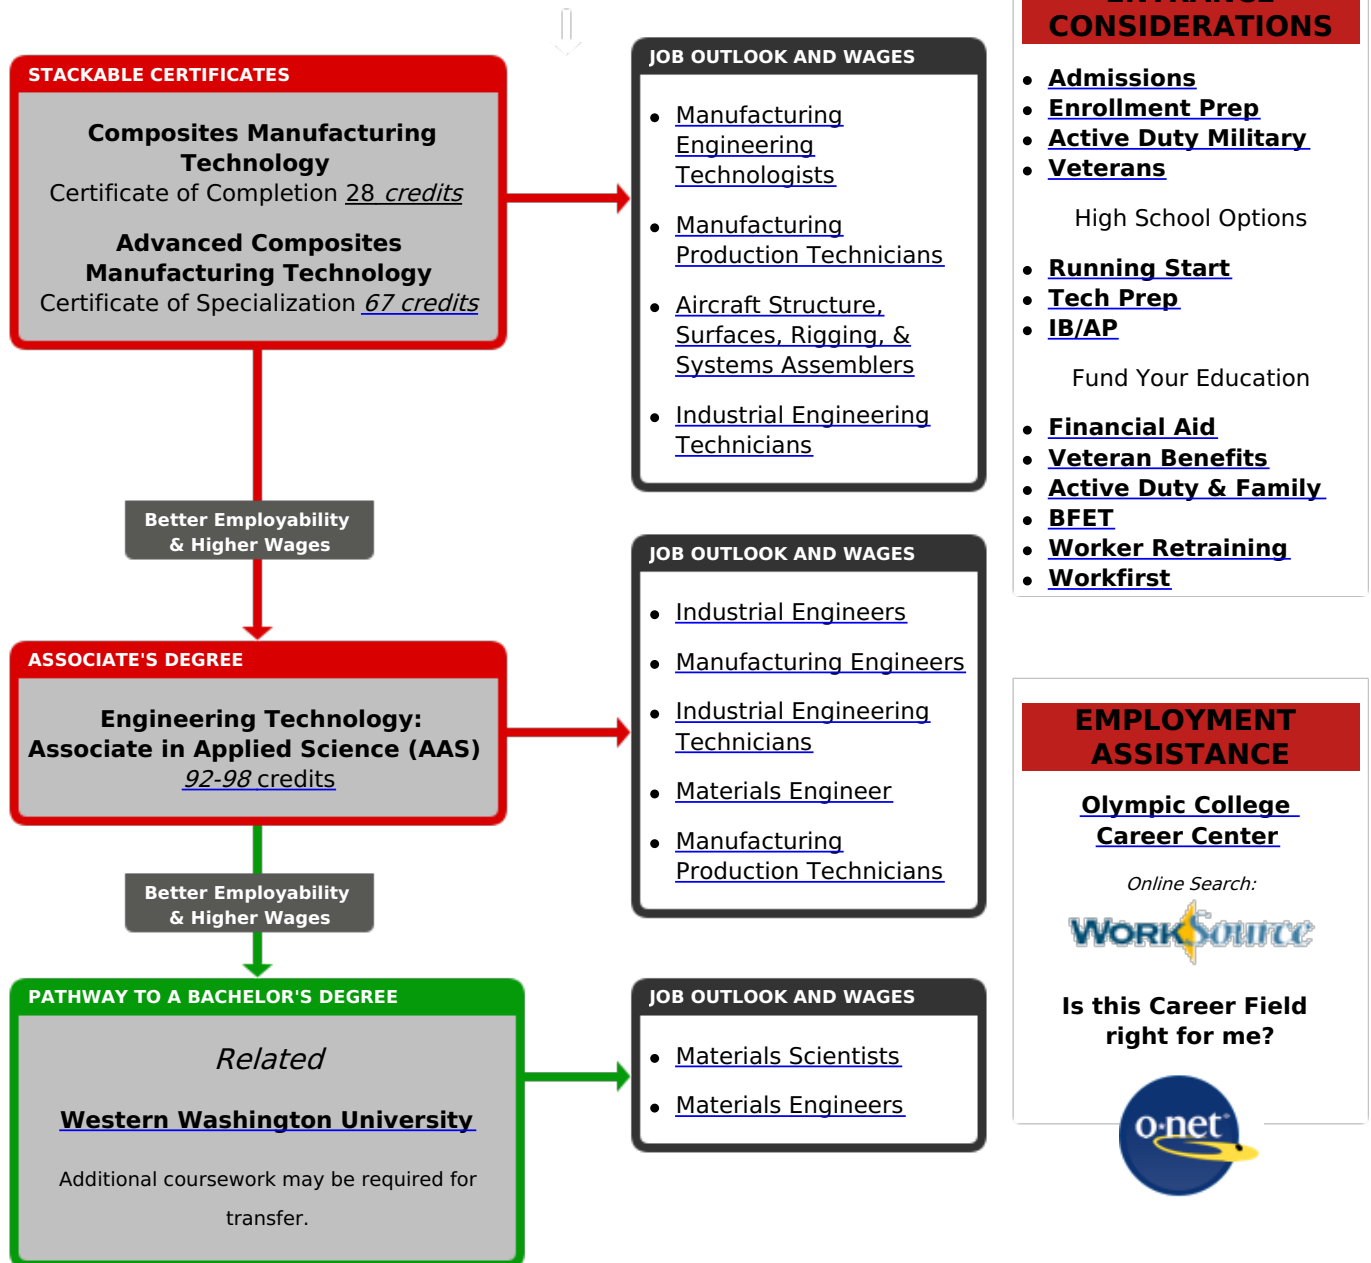 STACKABLE CERTIFICATES
Composites Manufacturing
Technology
Certificate of Completion 28 credits
Advanced Composites
Manufacturing Technology
Certificate of Specialization 67 credits
JOB OUTLOOK AND WAGES
Manufacturing
Engineering
Technologists
Manufacturing
Production Technicians
Aircraft Structure,
Surfaces, Rigging, &
Systems Assemblers
Industrial Engineering
Technicians
Better Employability
& Higher Wages
ASSOCIATE'S DEGREE
Engineering Technology:
Associate in Applied Science (AAS)
92-98 credits
JOB OUTLOOK AND WAGES
Industrial Engineers
Manufacturing Engineers
Industrial Engineering
Technicians
Materials Engineer
Manufacturing
Production Technicians
Better Employability
& Higher Wages
PATHWAY TO A BACHELOR'S DEGREE
Related
Western Washington University
Additional coursework may be required for
transfer.
JOB OUTLOOK AND WAGES
Materials Scientists
Materials Engineers
ENTRANCE
CONSIDERATIONS
Admissions
Enrollment Prep
Active Duty Military
Veterans
High School Options
Running Start
Tech Prep
IB/AP
Fund Your Education
Financial Aid
Veteran Benefits
Active Duty & Family
BFET
Worker Retraining
Workfirst
EMPLOYMENT
ASSISTANCE
Olympic College
Career Center
Online Search:
WorkSource
Is this Career Field
right for me?
o·net